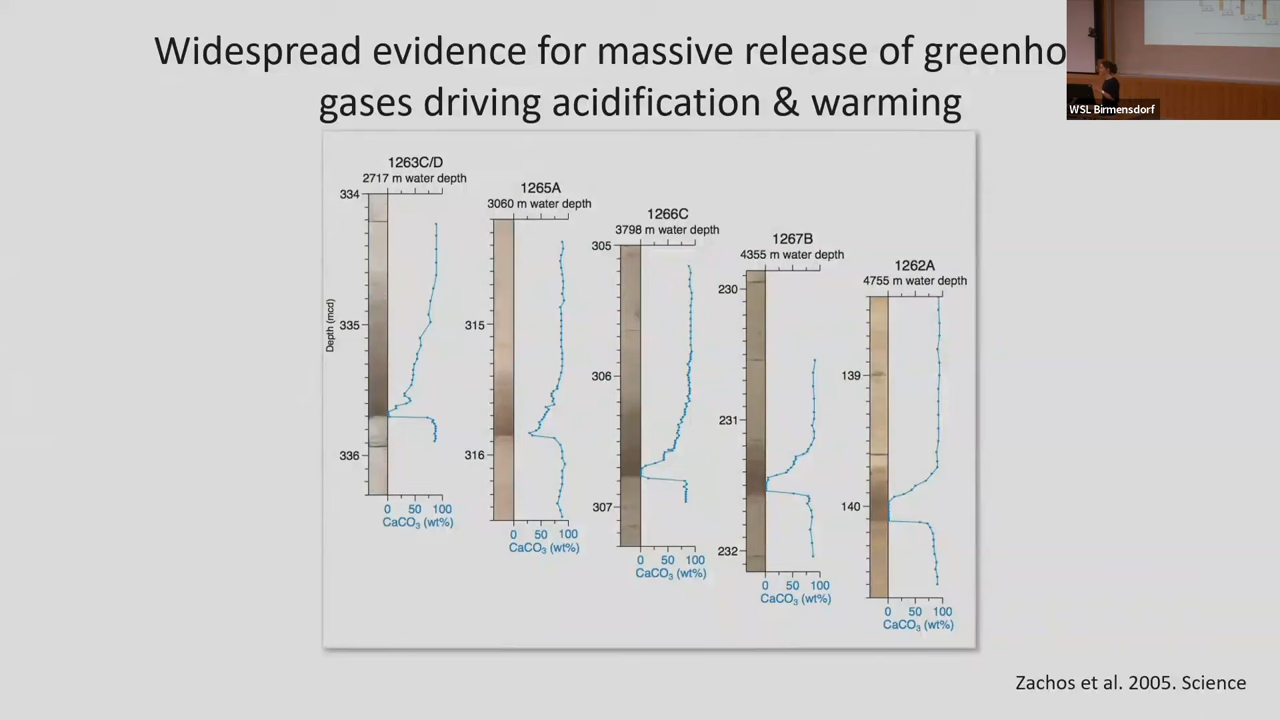 Widespread evidence for massive release of greenho
gases driving acidification & warming
WSL Birmensdorf
1263C/D
2717 m water depth
334
335
336
Depth (mcd)
0 50 100
CaCO₃ (wt%)
1265A
3060 m water depth
315
316
0 50 100
CaCO₃ (wt%)
1266C
3798 m water depth
305
306
307
0 50 100
CaCO₃ (wt%)
1267B
4355 m water depth
230
231
232
0 50 100
CaCO₃ (wt%)
1262A
4755 m water depth
139
140
0 50 100
CaCO₃ (wt%)
Zachos et al. 2005. Science